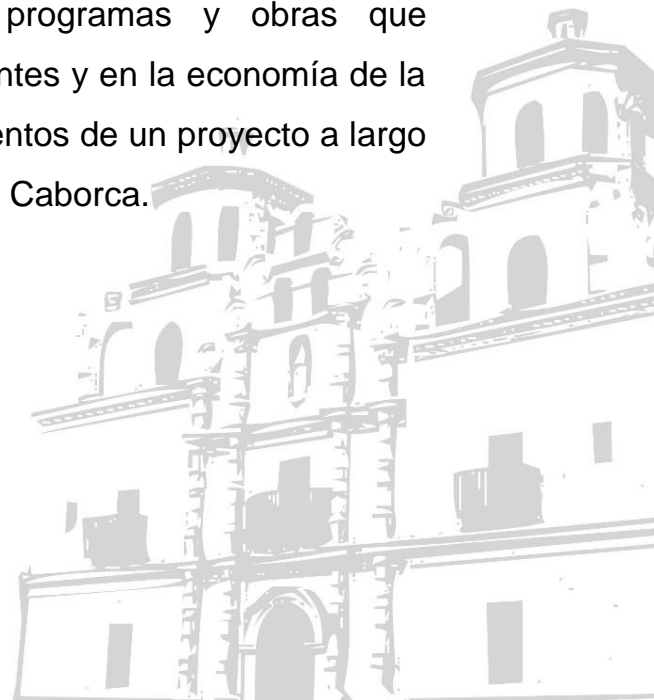 programas y obras que
ntes y en la economía de la
entos de un proyecto a largo
Caborca.